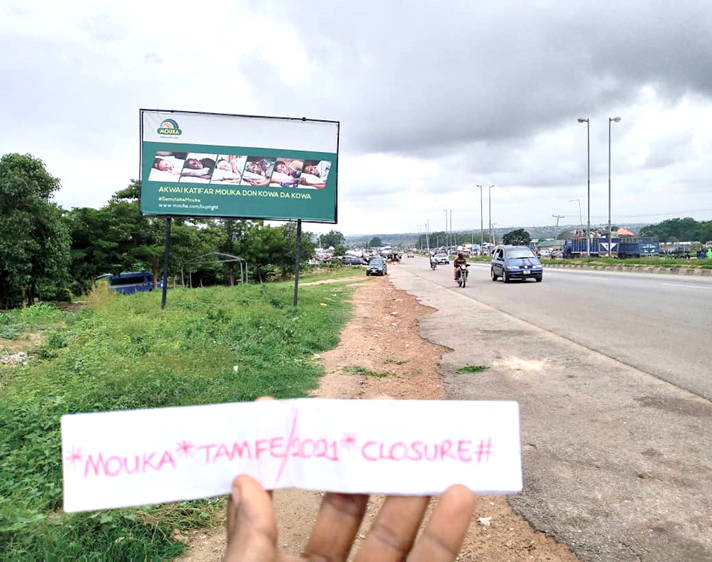 MOUKA
AKWAI KATIFAR MOUKA DON KOWA DA KOWA
#SamutakaMouka
www.mouka.com/buyright
*MOUKA*TAMFE/2021*CLOSURE#